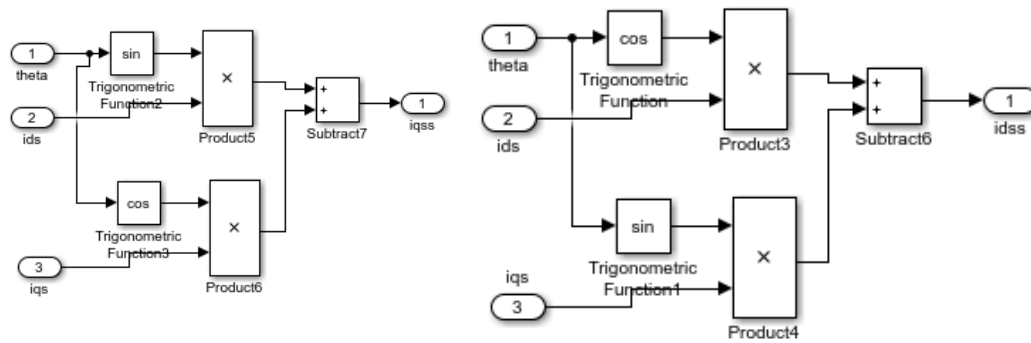 1
theta
sin
Trigonometric
Function2
×
Product5
2
ids
+
+
Subtract7
1
iqss
cos
Trigonometric
Function3
×
Product6
3
iqs
1
theta
cos
Trigonometric
Function
×
Product3
2
ids
+
+
Subtract6
1
idss
sin
Trigonometric
Function1
×
Product4
iqs
3